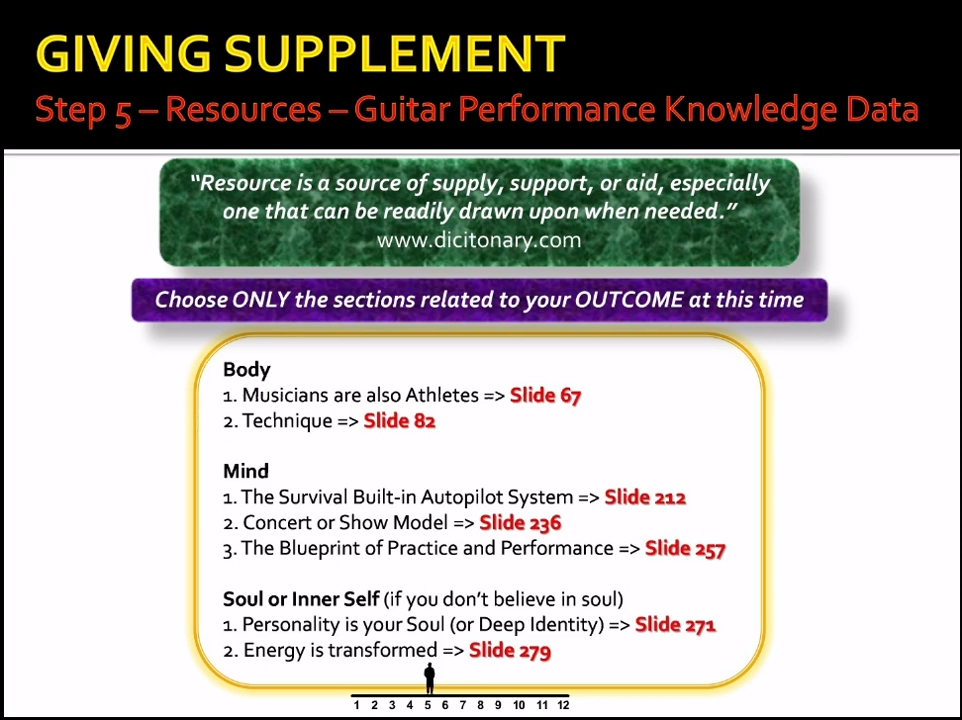 GIVING SUPPLEMENT
Step 5 – Resources – Guitar Performance Knowledge Data
“Resource is a source of supply, support, or aid, especially
one that can be readily drawn upon when needed.”
www.dicitonary.com
Choose ONLY the sections related to your OUTCOME at this time
Body
1. Musicians are also Athletes => Slide 67
2. Technique => Slide 82
Mind
1. The Survival Built-in Autopilot System => Slide 212
2. Concert or Show Model => Slide 236
3. The Blueprint of Practice and Performance => Slide 257
Soul or Inner Self (if you don’t believe in soul)
1. Personality is your Soul (or Deep Identity) => Slide 271
2. Energy is transformed => Slide 279
1 2 3 4 5 6 7 8 9 10 11 12